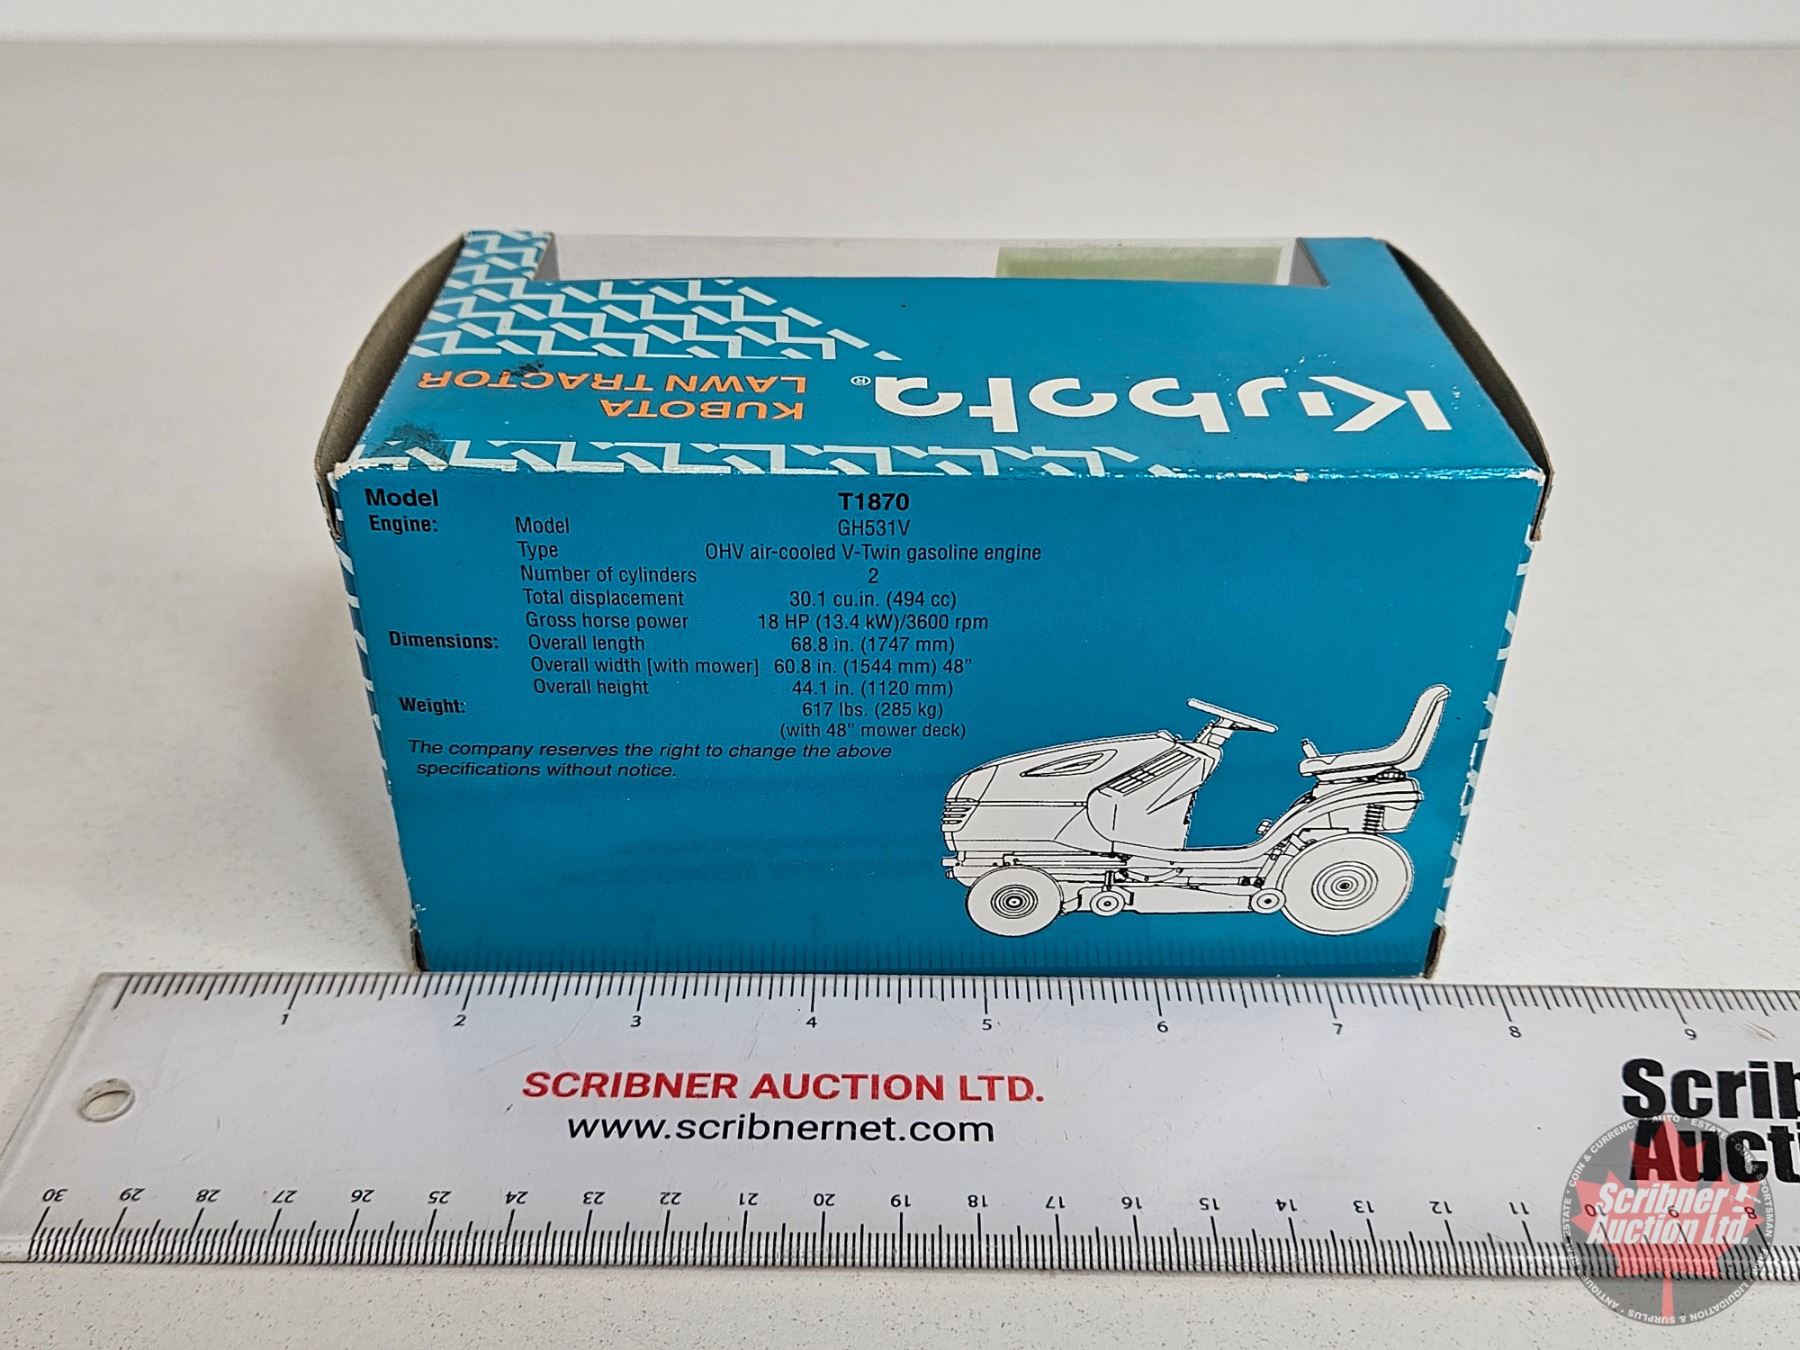 Kubota®
KUBOTA
LAWN TRACTOR
Model T1870
Engine: Model GH531V
Type OHV air-cooled V-Twin gasoline engine
Number of cylinders 2
Total displacement 30.1 cu.in. (494 cc)
Gross horse power 18 HP (13.4 kW)/3600 rpm
Dimensions: Overall length 68.8 in. (1747 mm)
Overall width [with mower] 60.8 in. (1544 mm) 48”
Overall height 44.1 in. (1120 mm)
Weight: 617 lbs. (285 kg)
(with 48” mower deck)
The company reserves the right to change the above
specifications without notice.
1 2 3 4 5 6 7 8 9
SCRIBNER AUCTION LTD.
www.scribnernet.com
Scrib
Aucti
30 29 28 27 26 25 24 23 22 21 20 19 18 17 16 15 14 13 12 11 10 9 8
Scribner
Auction Ltd.